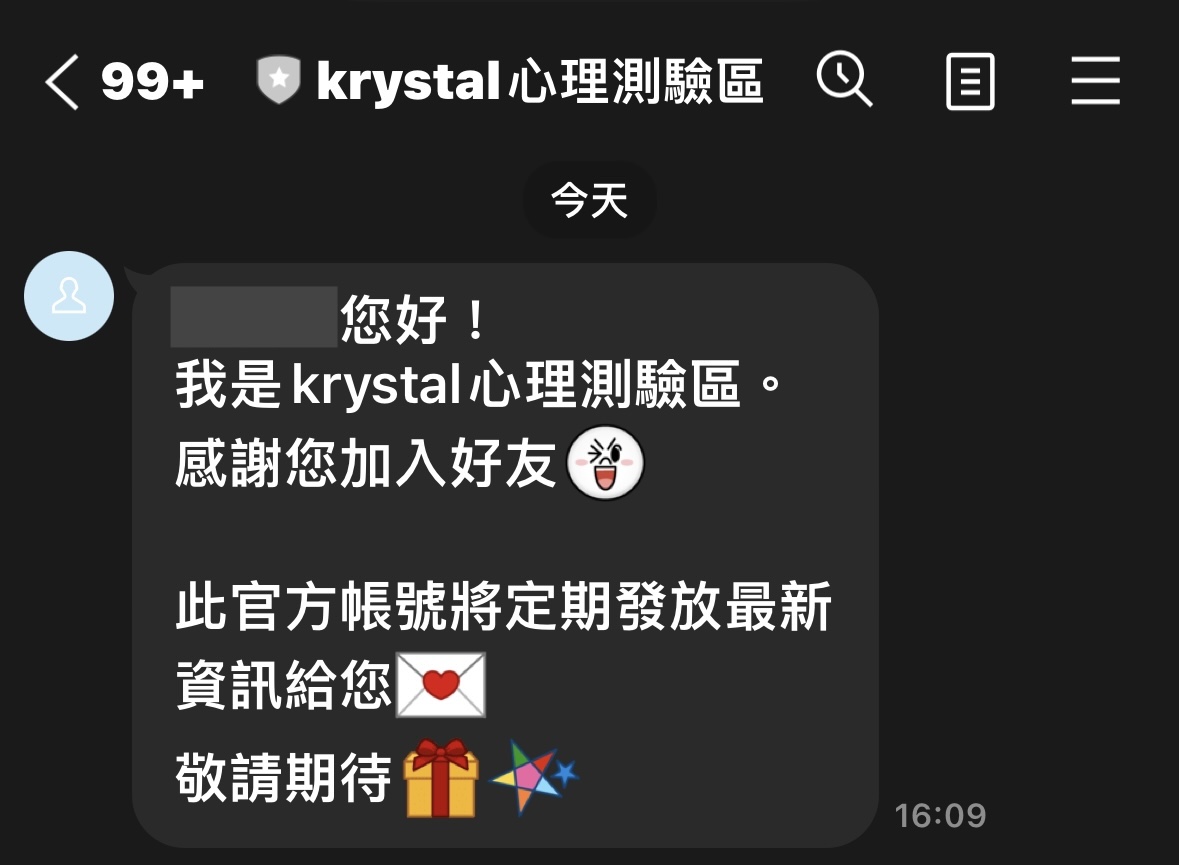 99+ krystal心理測驗區
今天
您好！
我是krystal心理測驗區。
感謝您加入好友
此官方帳號將定期發放最新
資訊給您
敬請期待
16:09